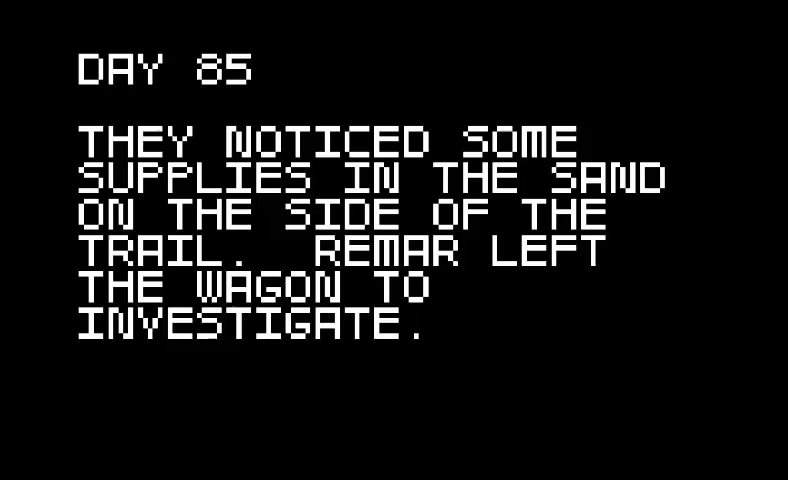 DAY 85
THEY NOTICED SOME
SUPPLIES IN THE SAND
ON THE SIDE OF THE
TRAIL.  REMAR LEFT
THE WAGON TO
INVESTIGATE.